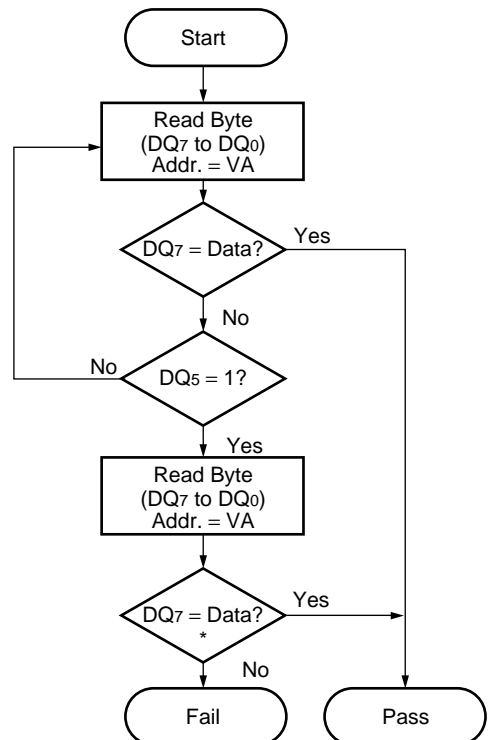 Start
Read Byte
(DQ7 to DQ0)
Addr. = VA
DQ7 = Data?
Yes
No
No
DQ5 = 1?
Yes
Read Byte
(DQ7 to DQ0)
Addr. = VA
DQ7 = Data?
*
Yes
No
Fail
Pass